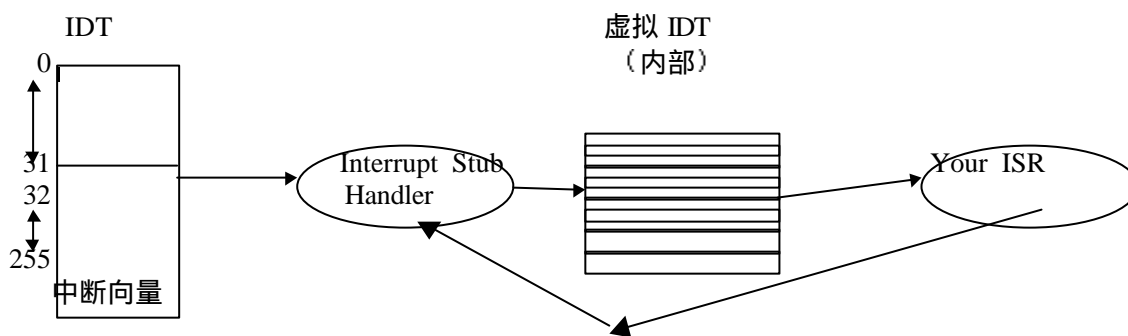 IDT
虚拟 IDT
（内部）
0
31
32
255
中断向量
Interrupt Stub
Handler
Your ISR